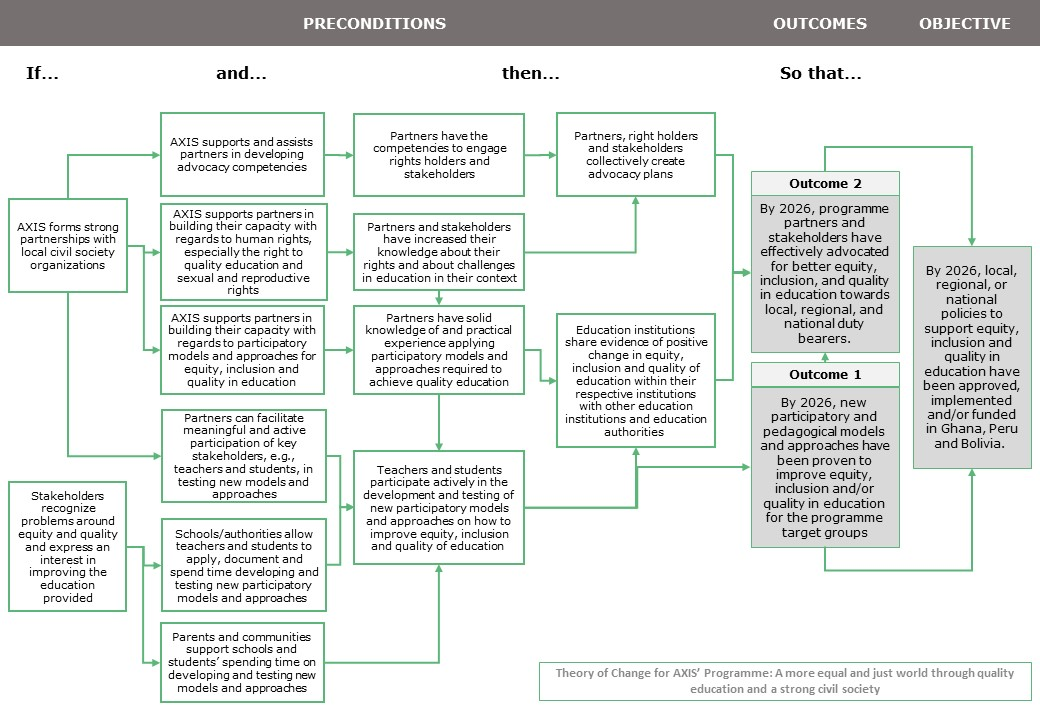 PRECONDITIONS
OUTCOMES
OBJECTIVE
If...
and...
then...
So that...
AXIS forms strong
partnerships with
local civil society
organizations
Stakeholders
recognize
problems around
equity and quality
and express an
interest in
improving the
education
provided
AXIS supports and assists
partners in developing
advocacy competencies
AXIS supports partners in
building their capacity with
regards to human rights,
especially the right to
quality education and
sexual and reproductive
rights
AXIS supports partners in
building their capacity with
regards to participatory
models and approaches for
equity, inclusion and
quality in education
Partners can facilitate
meaningful and active
participation of key
stakeholders, e.g.,
teachers and students, in
testing new models and
approaches
Schools/authorities allow
teachers and students to
apply, document and
spend time developing and
testing new participatory
models and approaches
Parents and communities
support schools and
students’ spending time on
developing and testing new
models and approaches
Partners have the
competencies to engage
rights holders and
stakeholders
Partners and stakeholders
have increased their
knowledge about their
rights and about challenges
in education in their context
Partners have solid
knowledge of and practical
experience applying
participatory models and
approaches required to
achieve quality education
Teachers and students
participate actively in the
development and testing of
new participatory models
and approaches on how to
improve equity, inclusion
and quality of education
Partners, right holders
and stakeholders
collectively create
advocacy plans
Education institutions
share evidence of positive
change in equity,
inclusion and quality of
education within their
respective institutions
with other education
institutions and education
authorities
Outcome 2
By 2026, programme
partners and
stakeholders have
effectively advocated
for better equity,
inclusion, and quality
in education towards
local, regional, and
national duty
bearers.
Outcome 1
By 2026, new
participatory and
pedagogical models
and approaches have
been proven to
improve equity,
inclusion and/or
quality in education
for the programme
target groups
By 2026, local,
regional, or
national
policies to
support equity,
inclusion and
quality in
education have
been approved,
implemented
and/or funded
in Ghana, Peru
and Bolivia.
Theory of Change for AXIS’ Programme: A more equal and just world through quality
education and a strong civil society